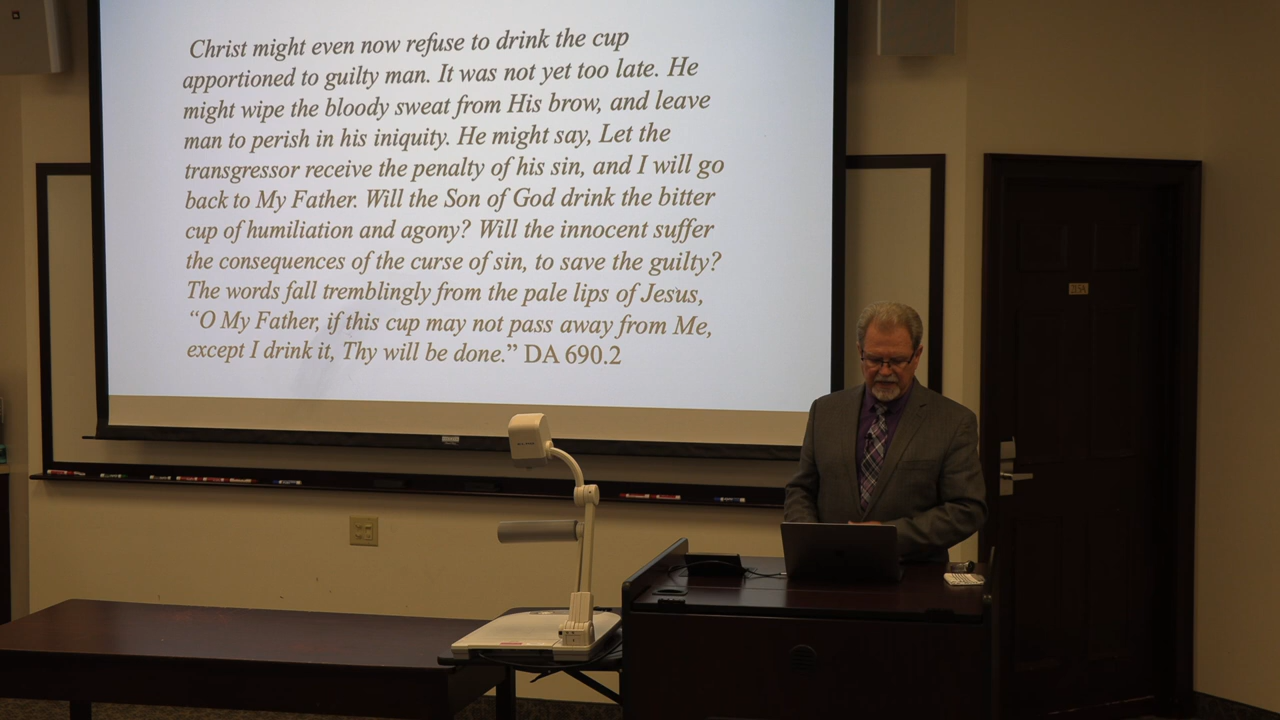 Christ might even now refuse to drink the cup
apportioned to guilty man. It was not yet too late. He
might wipe the bloody sweat from His brow, and leave
man to perish in his iniquity. He might say, Let the
transgressor receive the penalty of his sin, and I will go
back to My Father. Will the Son of God drink the bitter
cup of humiliation and agony? Will the innocent suffer
the consequences of the curse of sin, to save the guilty?
The words fall tremblingly from the pale lips of Jesus,
“O My Father, if this cup may not pass away from Me,
except I drink it, Thy will be done.” DA 690.2